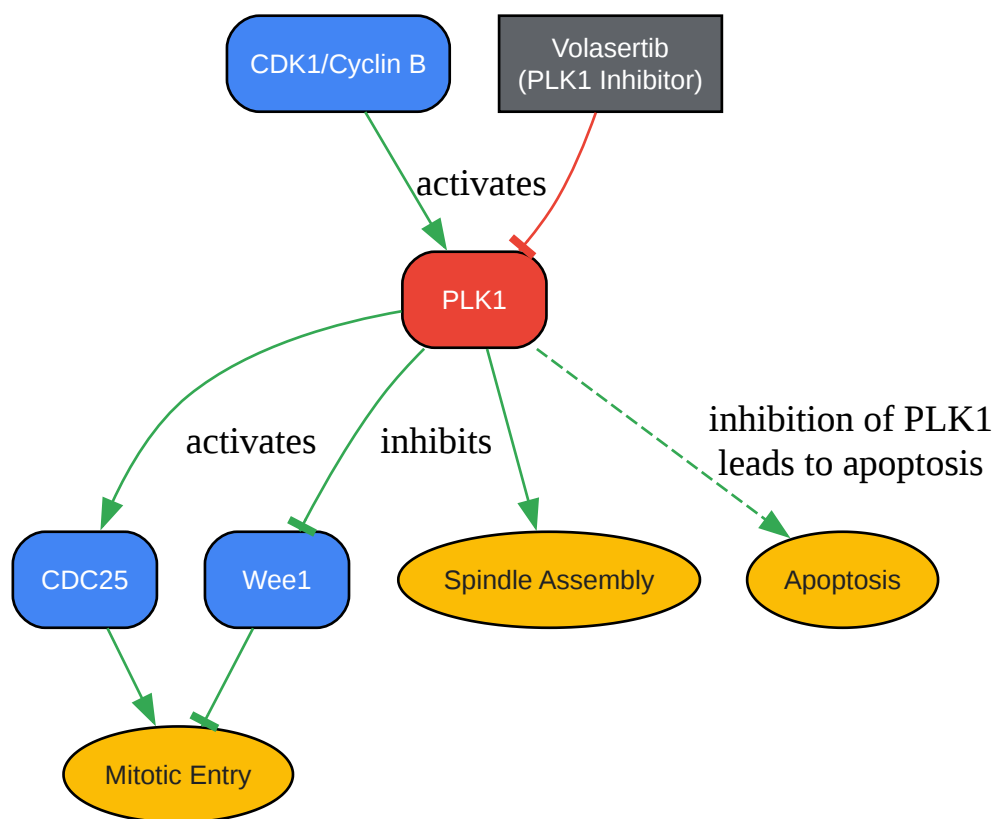 CDK1/Cyclin B
Volasertib
(PLK1 Inhibitor)
activates
PLK1
activates
inhibits
inhibition of PLK1
leads to apoptosis
CDC25
Wee1
Spindle Assembly
Apoptosis
Mitotic Entry